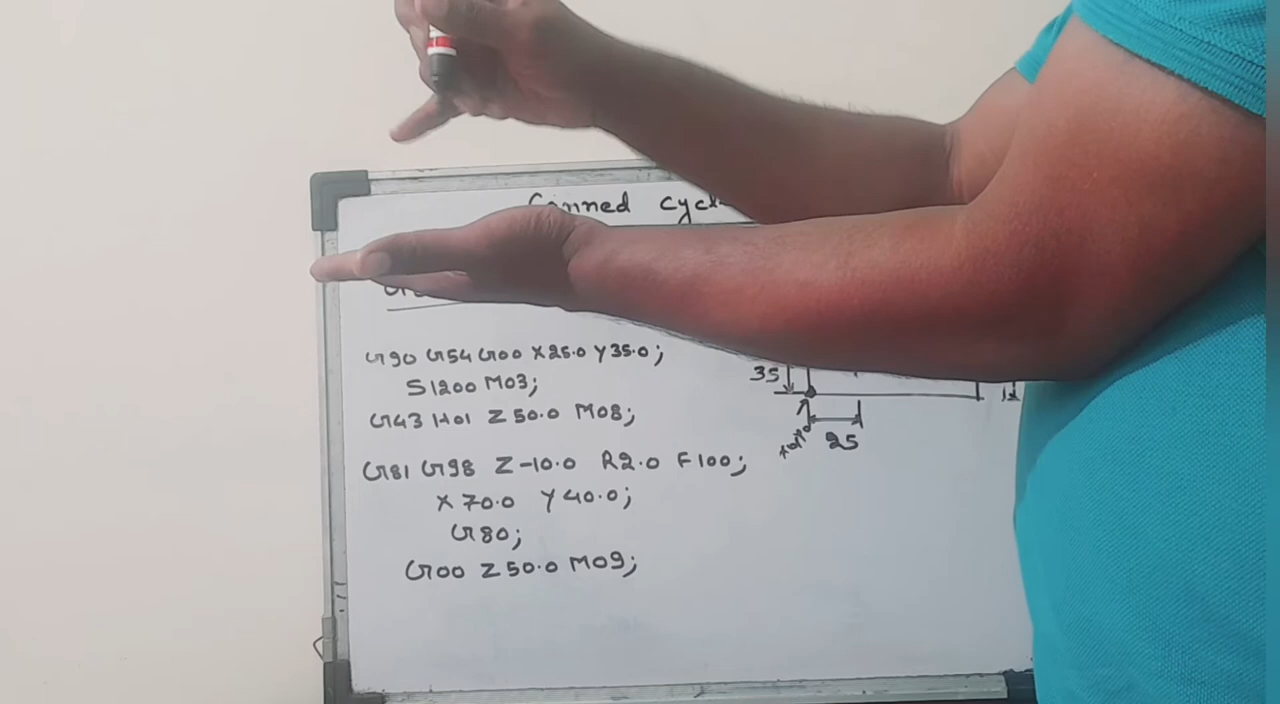 Canned
G90 G54 G00 X25.0 Y35.0;
S1200 M03;
G43 H01 Z50.0 M08;
G81 G98 Z-10.0 R2.0 F100;
X70.0 Y40.0;
G80;
G00 Z50.0 M09;
35
25